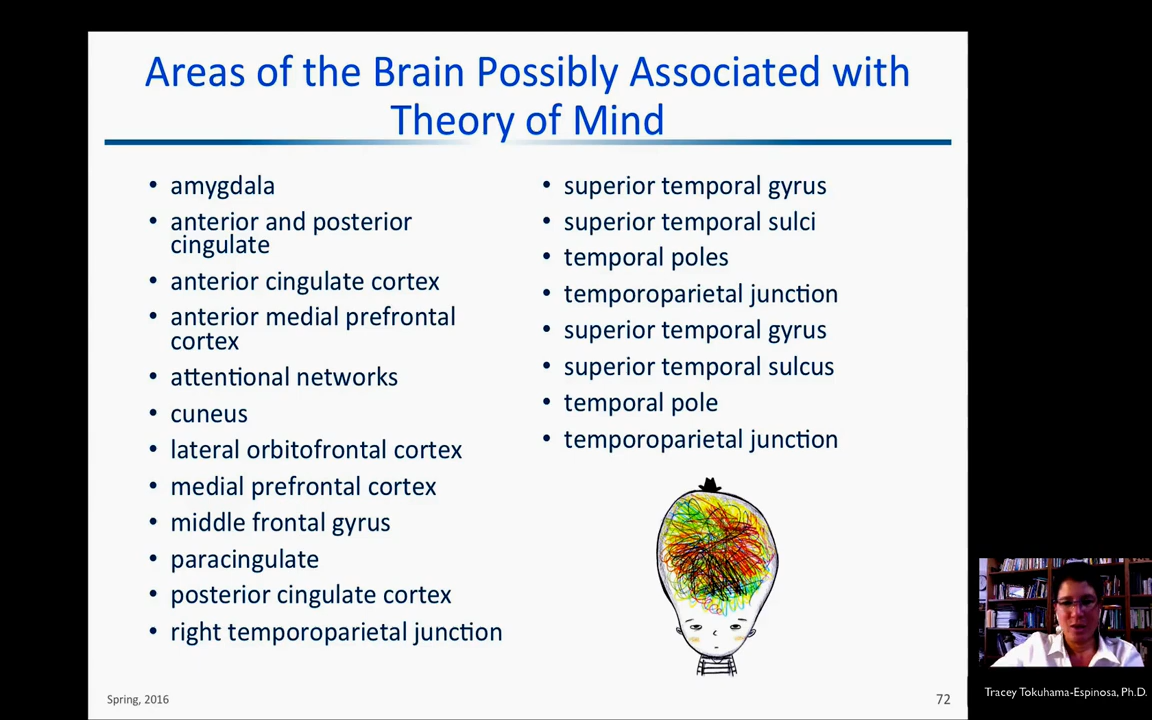 Areas of the Brain Possibly Associated with
Theory of Mind
• amygdala
• anterior and posterior
cingulate
• anterior cingulate cortex
• anterior medial prefrontal
cortex
• attentional networks
• cuneus
• lateral orbitofrontal cortex
• medial prefrontal cortex
• middle frontal gyrus
• paracingulate
• posterior cingulate cortex
• right temporoparietal junction
• superior temporal gyrus
• superior temporal sulci
• temporal poles
• temporoparietal junction
• superior temporal gyrus
• superior temporal sulcus
• temporal pole
• temporoparietal junction
Spring, 2016
72
Tracey Tokuhama-Espinosa, Ph.D.